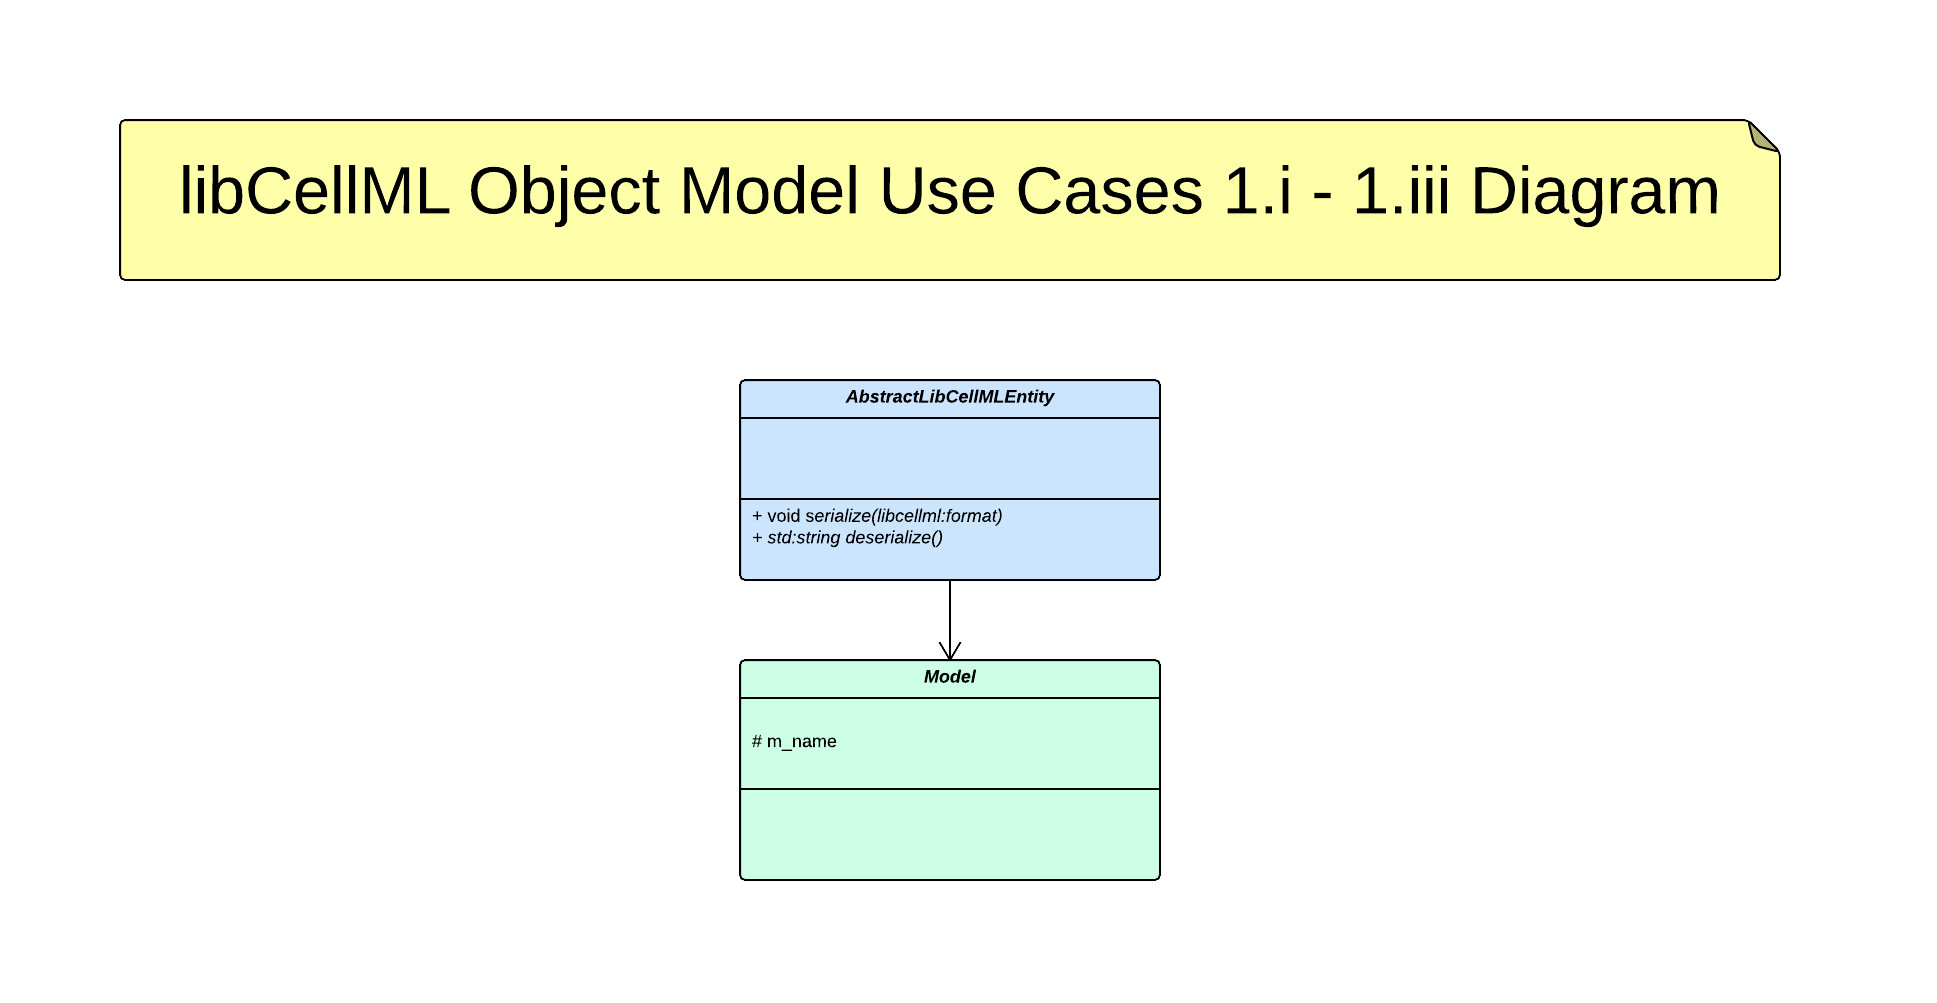 libCellML Object Model Use Cases 1.i - 1.iii Diagram
AbstractLibCellMLEntity
+ void serialize(libcellml:format)
+ std:string deserialize()
Model
# m_name